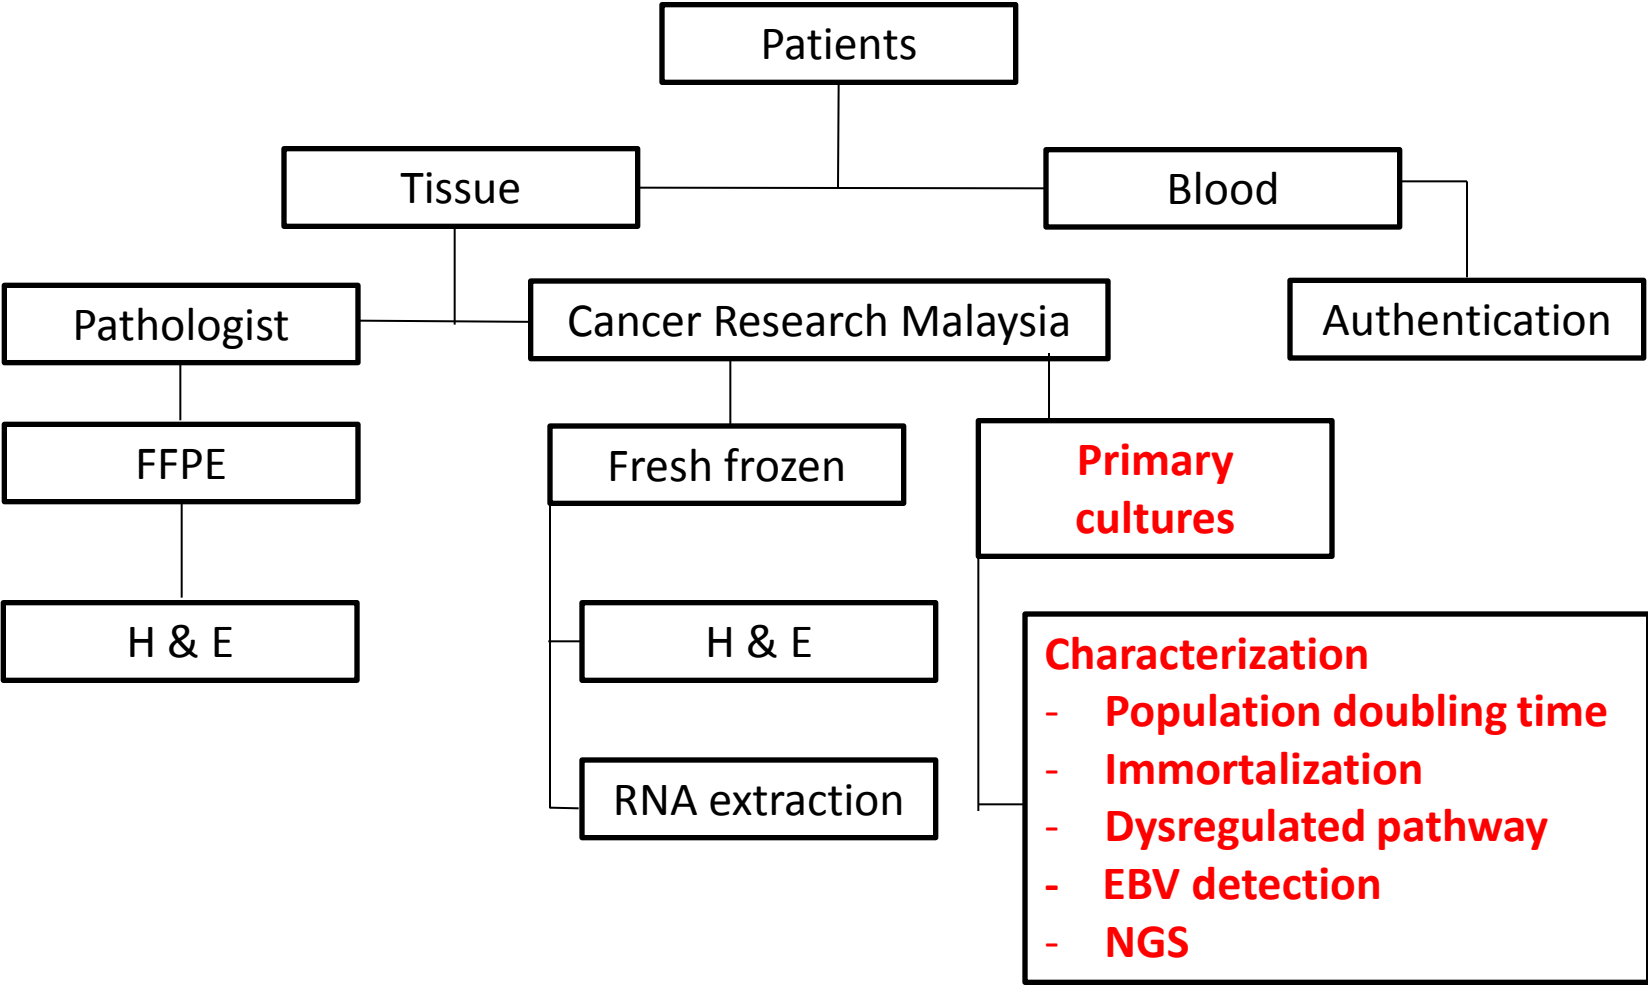 Patients
Tissue
Blood
Pathologist
Cancer Research Malaysia
Authentication
FFPE
Fresh frozen
Primary
cultures
H & E
H & E
RNA extraction
Characterization
- Population doubling time
- Immortalization
- Dysregulated pathway
- EBV detection
- NGS